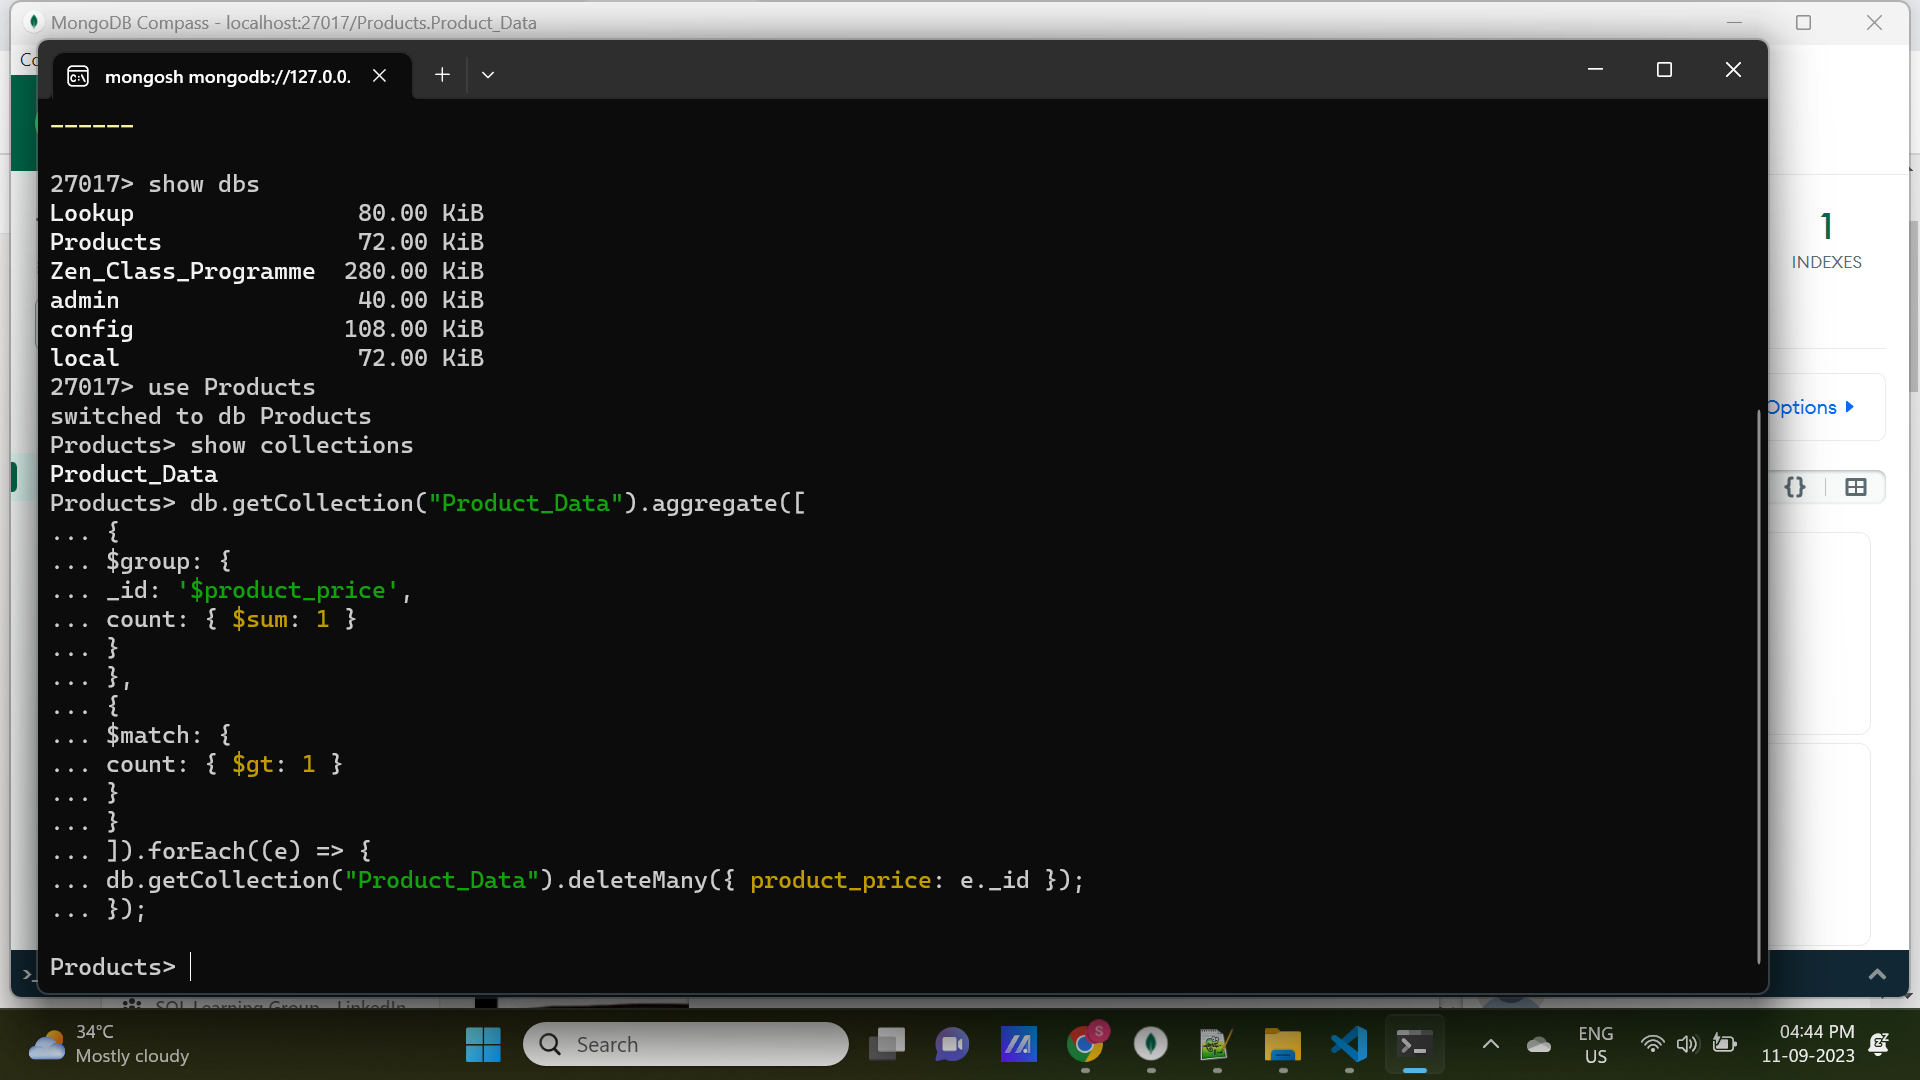 MongoDB Compass - localhost:27017/Products.Product_Data
mongosh mongodb://127.0.0.
------
27017> show dbs
Lookup 80.00 KiB
Products 72.00 KiB
Zen_Class_Programme 280.00 KiB
admin 40.00 KiB
config 108.00 KiB
local 72.00 KiB
27017> use Products
switched to db Products
Products> show collections
Product_Data
Products> db.getCollection("Product_Data").aggregate([
... {
... $group: {
... _id: '$product_price',
... count: { $sum: 1 }
... }
... },
... {
... $match: {
... count: { $gt: 1 }
... }
... }
... ]).forEach((e) => {
... db.getCollection("Product_Data").deleteMany({ product_price: e._id });
... });
Products>
1
INDEXES
Options
{}
>_
SQL Learning Group - LinkedIn
34°C
Mostly cloudy
Search
S
ENG
US
04:44 PM
11-09-2023